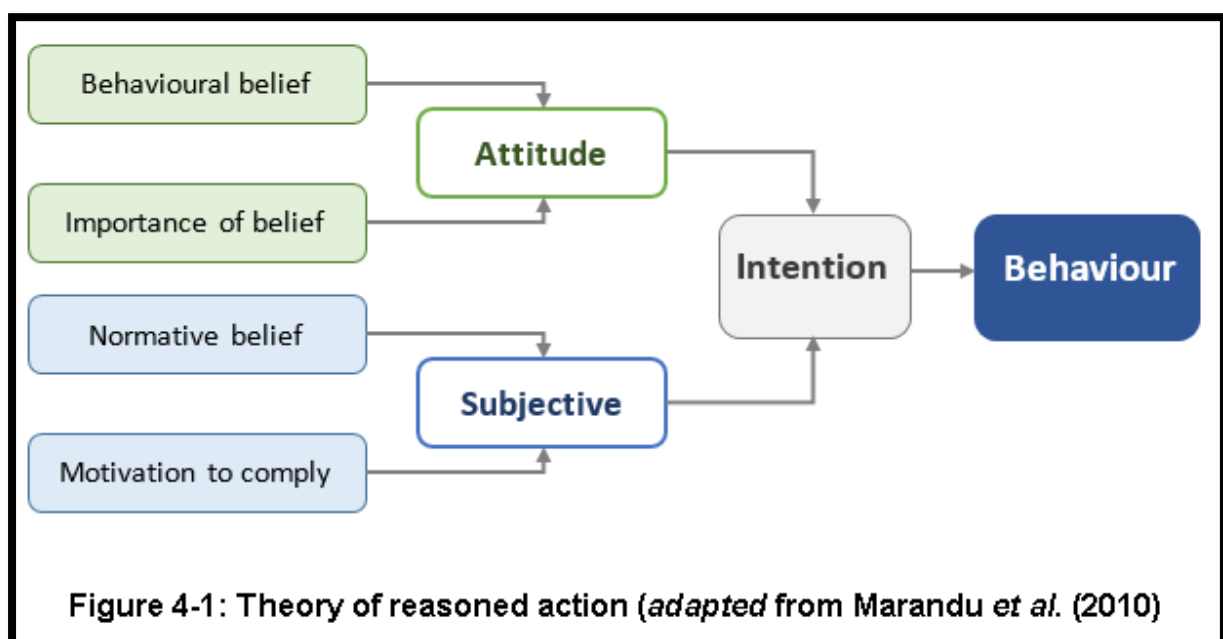 Behavioural belief
Attitude
Importance of belief
Intention
Behaviour
Normative belief
Subjective
Motivation to comply
Figure 4-1: Theory of reasoned action (adapted from Marandu et al. (2010)